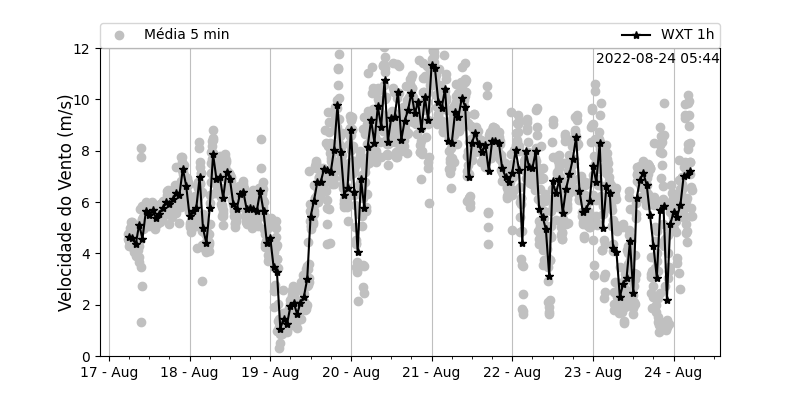 Média 5 min WXT 1h
2022-08-24 05:44
Velocidade do Vento (m/s)
12
10
8
6
4
2
0
17 - Aug 18 - Aug 19 - Aug 20 - Aug 21 - Aug 22 - Aug 23 - Aug 24 - Aug